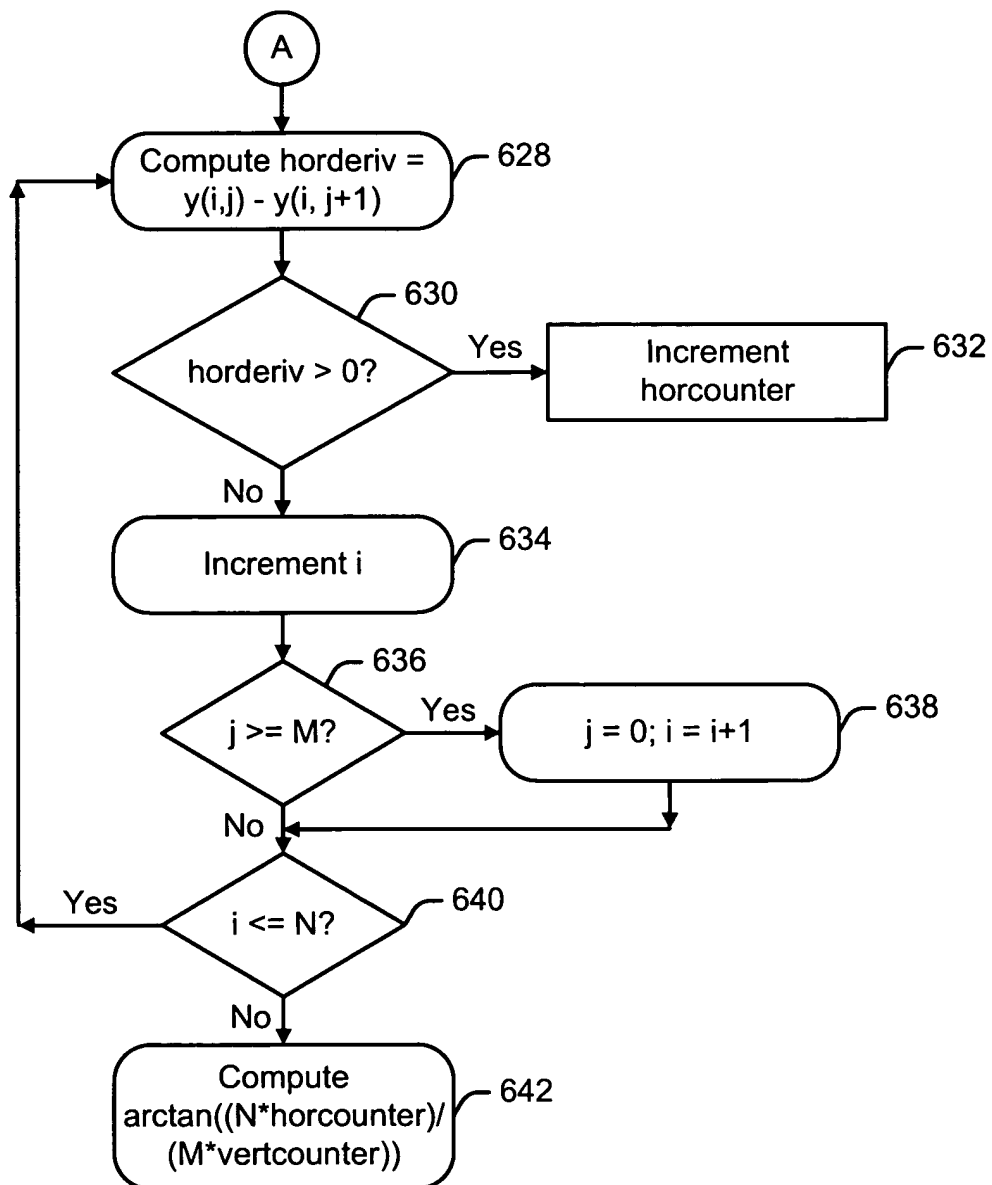 A
Compute horderiv =
y(i,j) - y(i, j+1)
628
630
horderiv > 0?
Yes
Increment
horcounter
632
No
Increment i
634
636
j >= M?
Yes
j = 0; i = i+1
638
No
Yes
i <= N?
640
No
Compute
arctan((N*horcounter)/
(M*vertcounter))
642